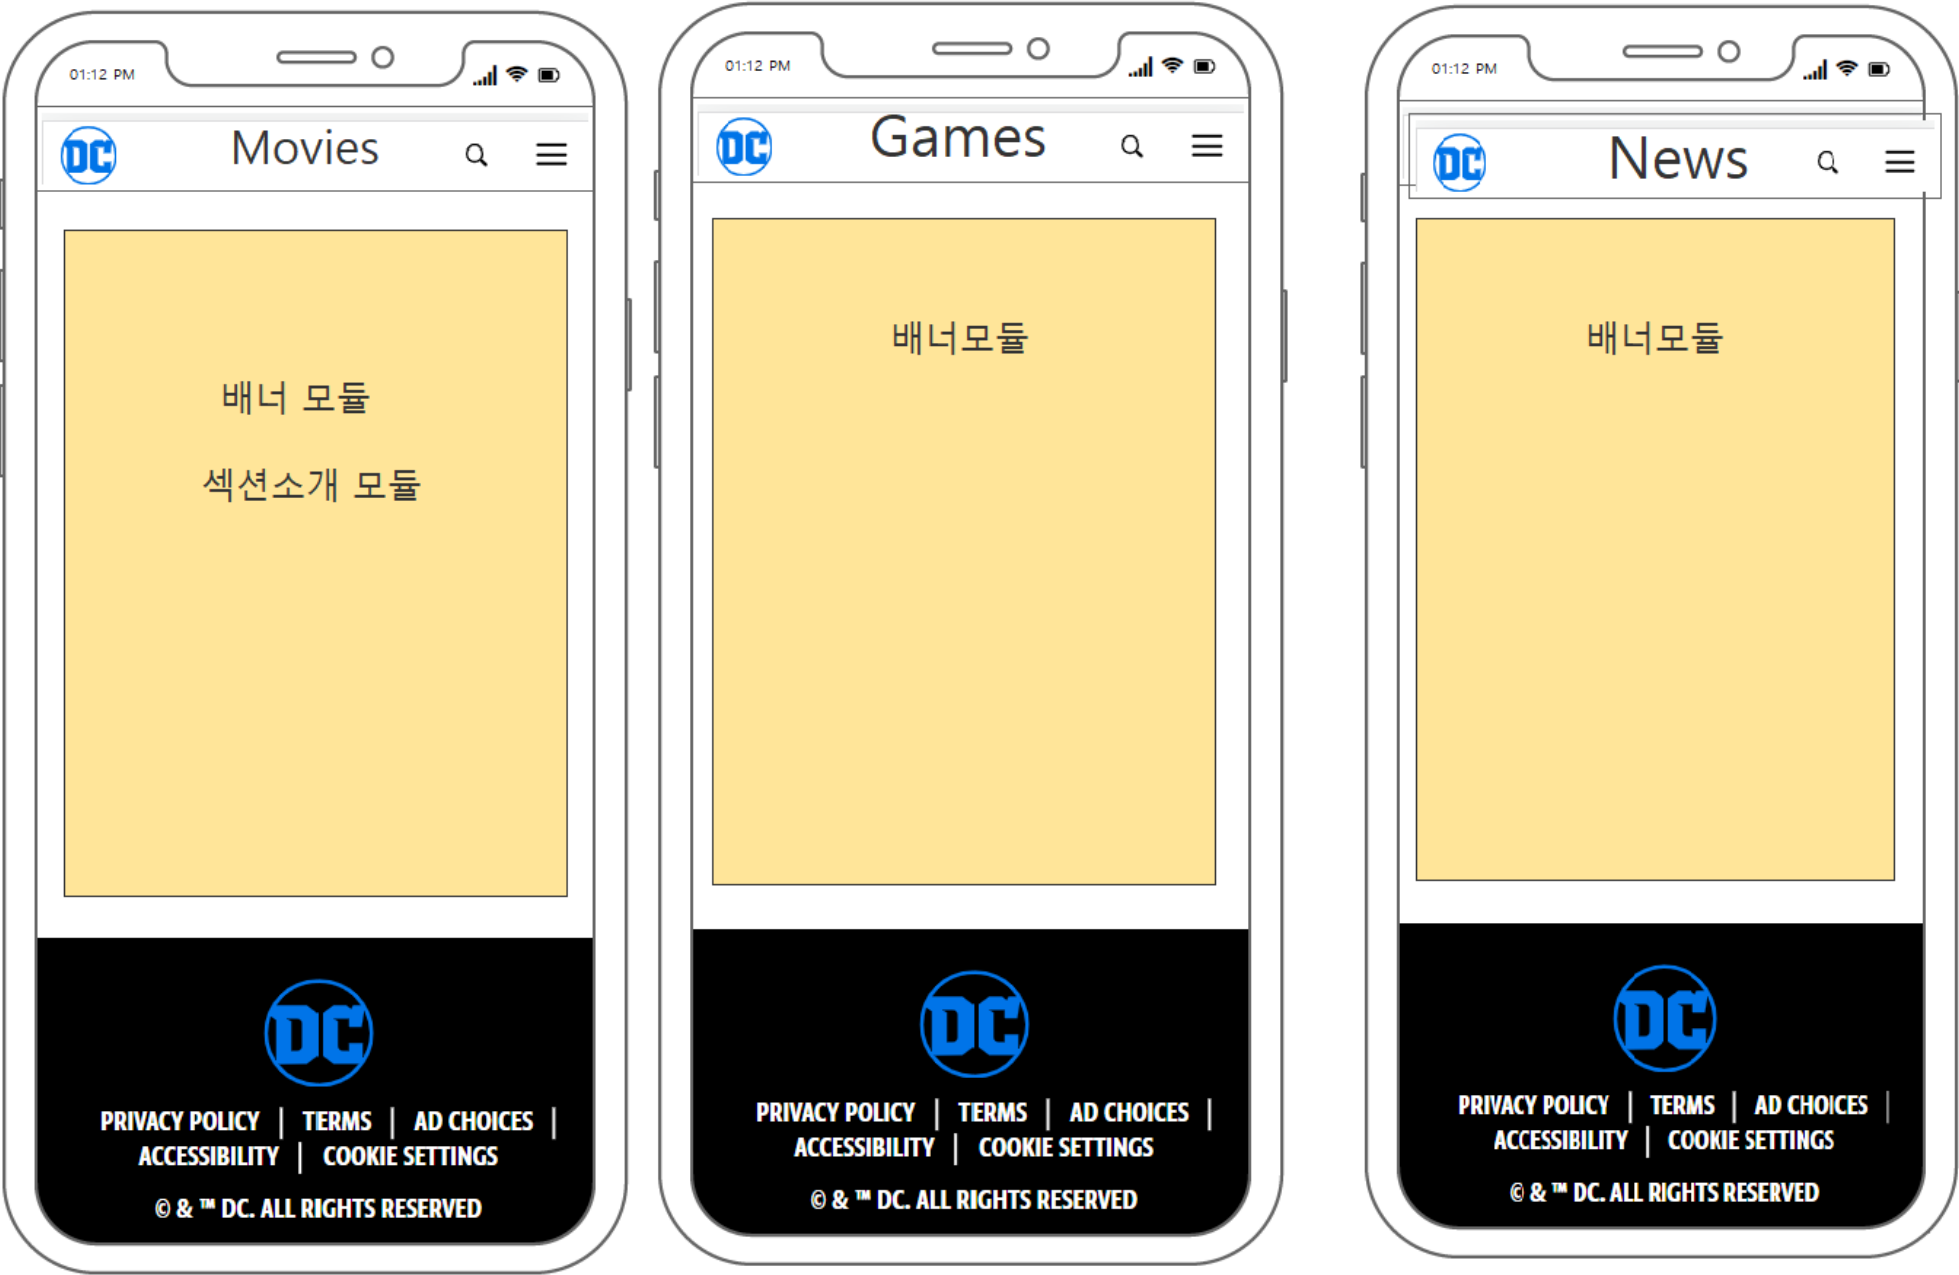 01:12 PM
DC
Movies
배너 모듈
섹션소개 모듈
DC
PRIVACY POLICY | TERMS | AD CHOICES |
ACCESSIBILITY | COOKIE SETTINGS
© & ™ DC. ALL RIGHTS RESERVED
01:12 PM
DC
Games
배너모듈
DC
PRIVACY POLICY | TERMS | AD CHOICES |
ACCESSIBILITY | COOKIE SETTINGS
© & ™ DC. ALL RIGHTS RESERVED
01:12 PM
DC
News
배너모듈
DC
PRIVACY POLICY | TERMS | AD CHOICES |
ACCESSIBILITY | COOKIE SETTINGS
© & ™ DC. ALL RIGHTS RESERVED